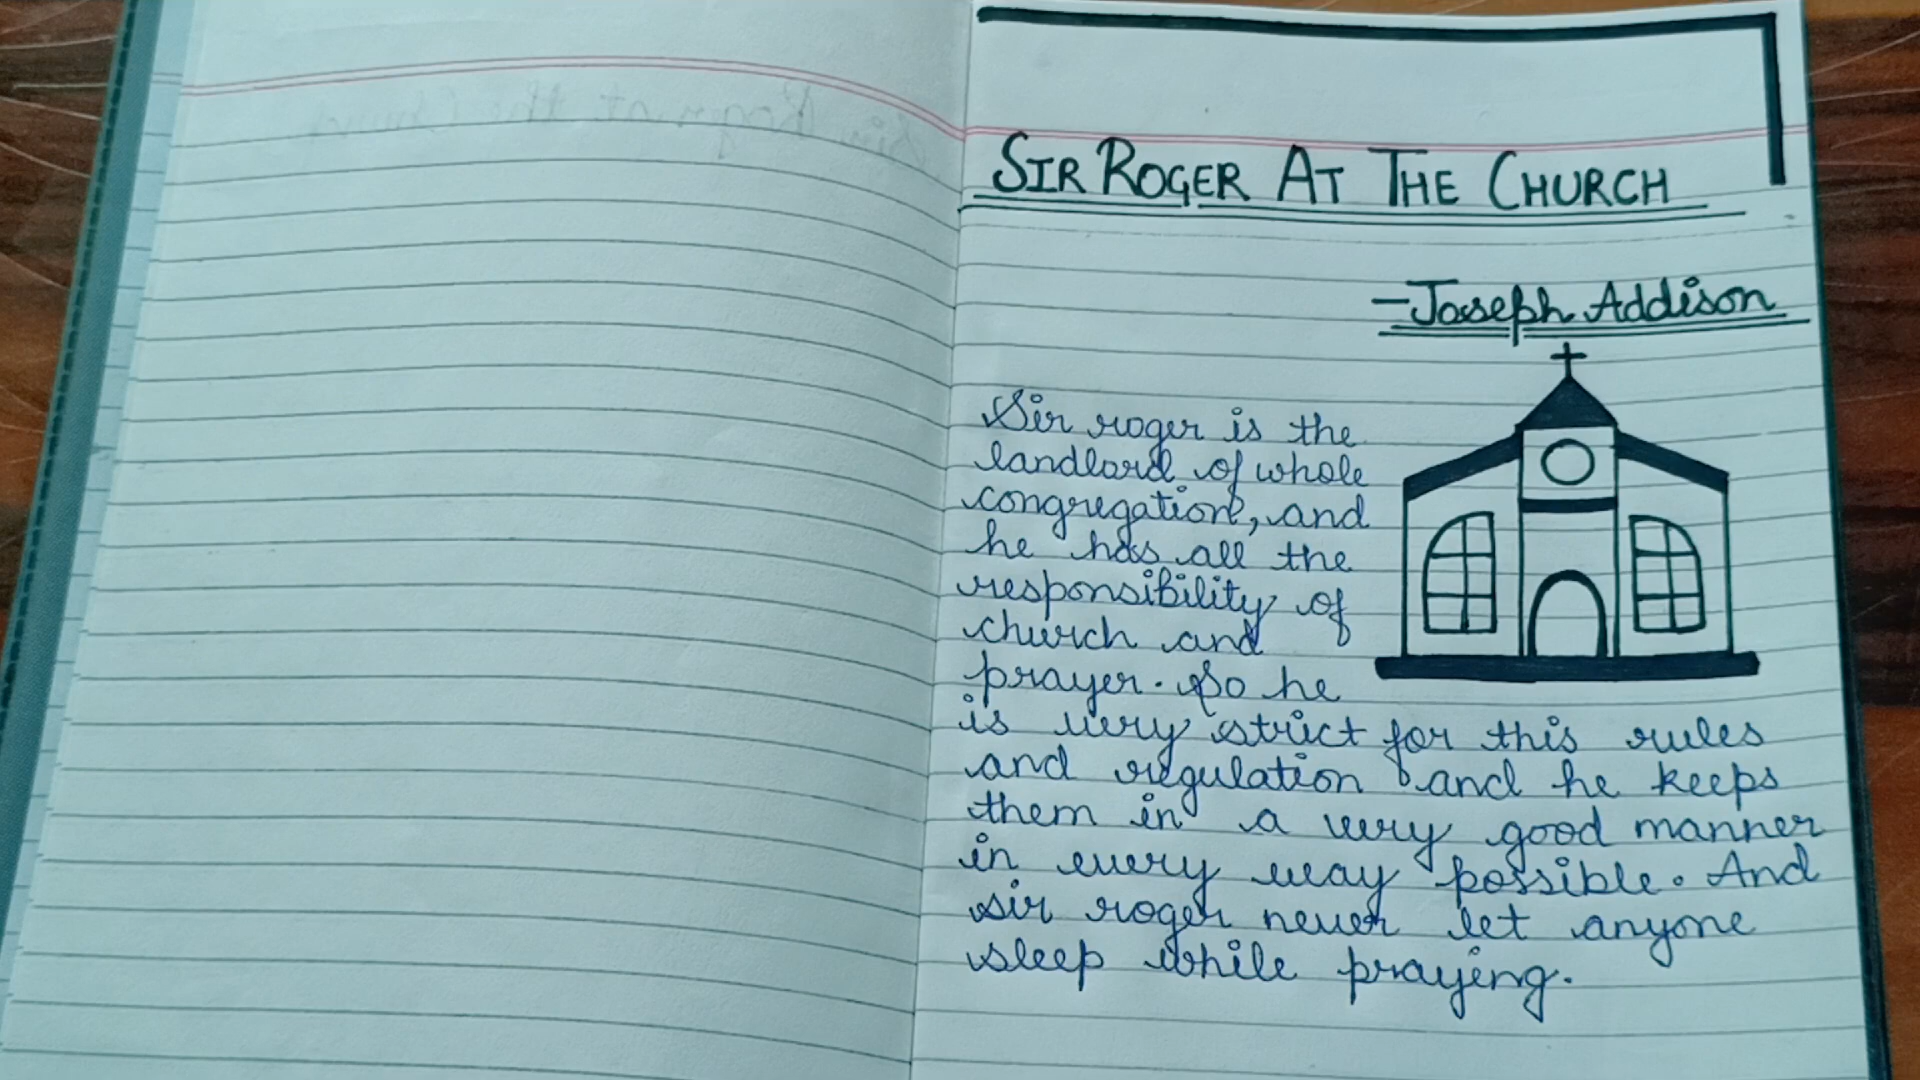 SIR ROGER AT THE CHURCH
- Joseph Addison
Sir roger is the
landlord of whole
congregation, and
he has all the
responsibility of
church and
prayer. So he
is very strict for this rules
and regulation and he keeps
them in a very good manner
in every way possible. And
sir roger never let anyone
sleep while praying.